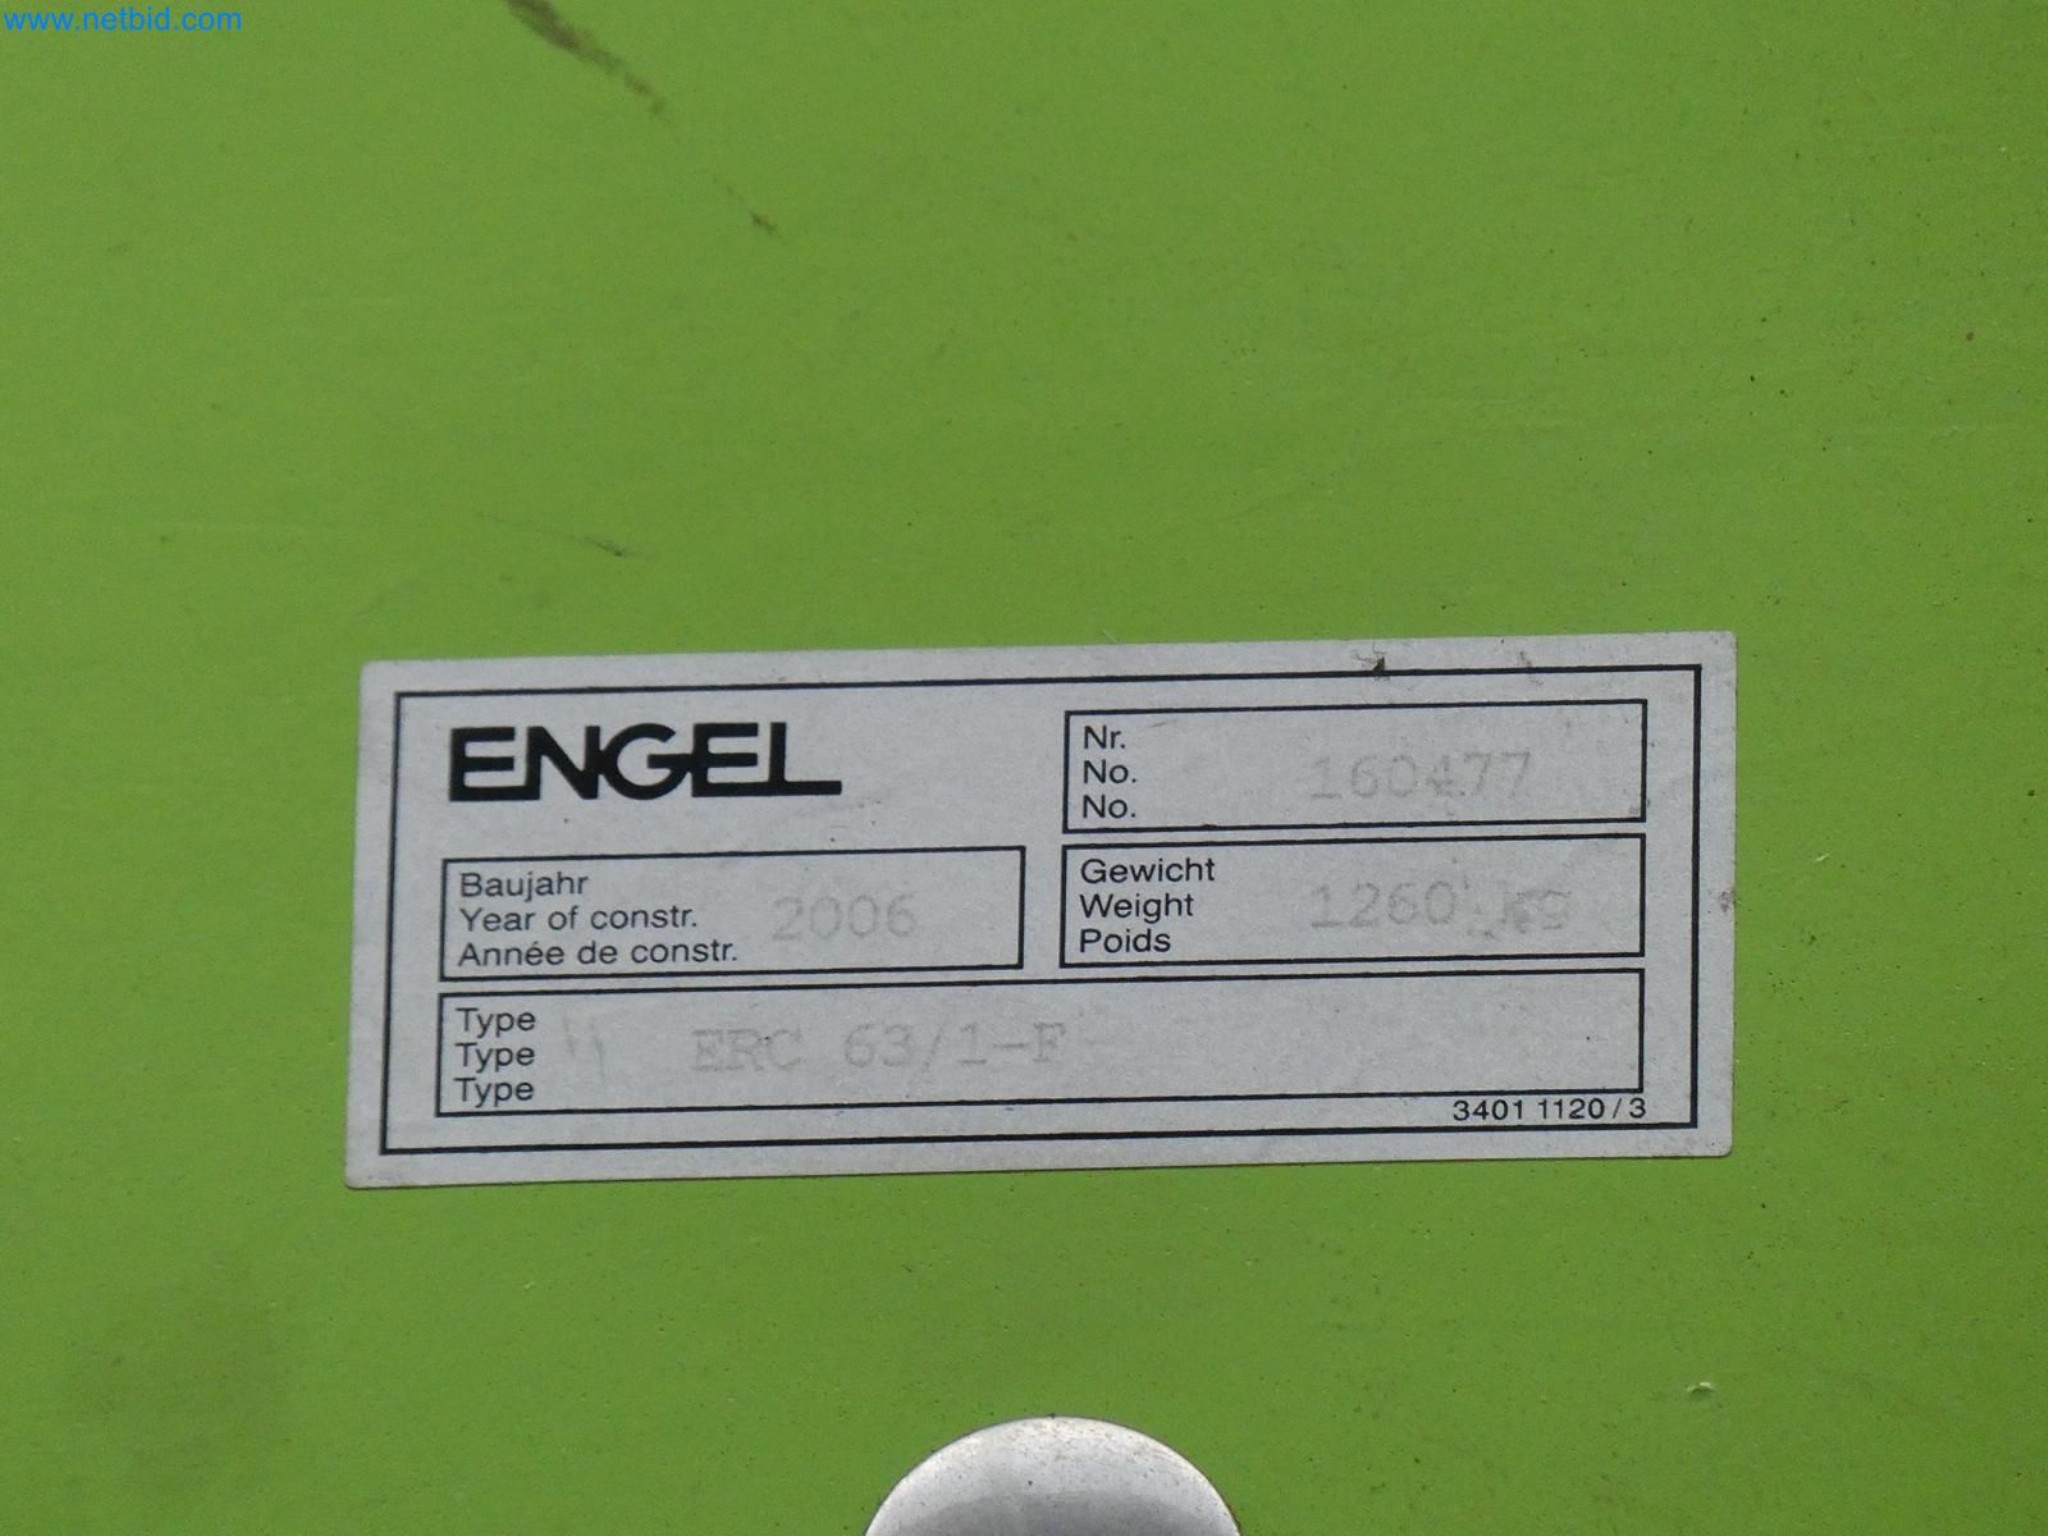 www.netbid.com
ENGEL
Nr.
No. 160477
No.
Baujahr
Year of constr. 2006
Année de constr.
Gewicht
Weight 1260 kg
Poids
Type
Type ERC 63/1-F
Type
3401 1120 / 3